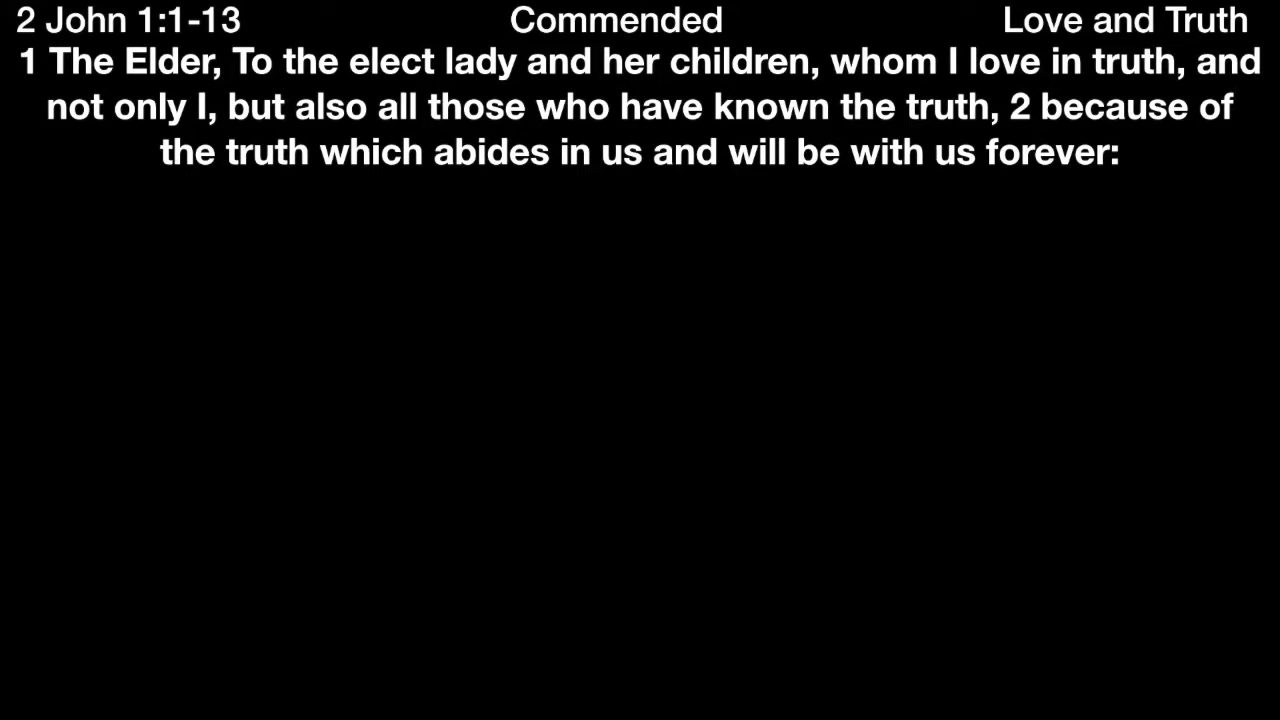 2 John 1:1-13 Commended Love and Truth
1 The Elder, To the elect lady and her children, whom I love in truth, and
not only I, but also all those who have known the truth, 2 because of
the truth which abides in us and will be with us forever: